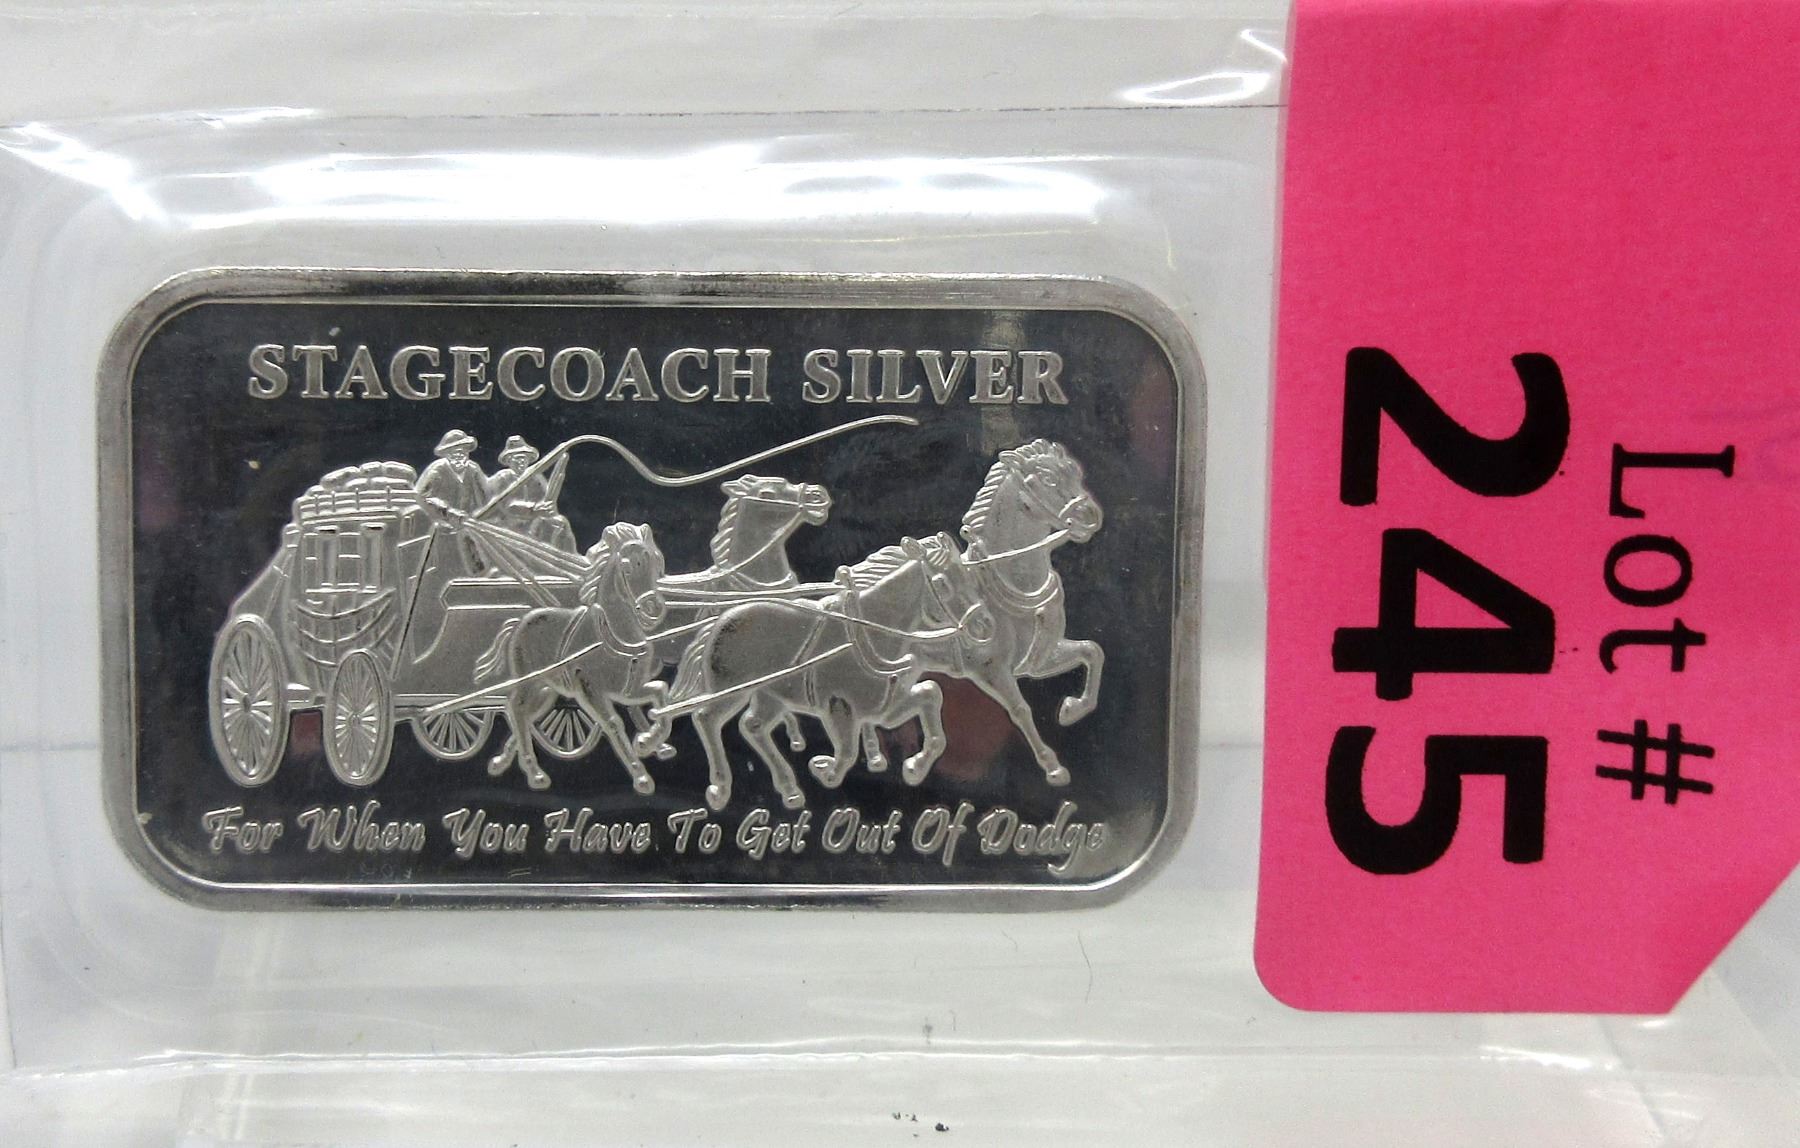 STAGECOACH SILVER
For When You Have To Get Out Of Dodge
Lot #
245